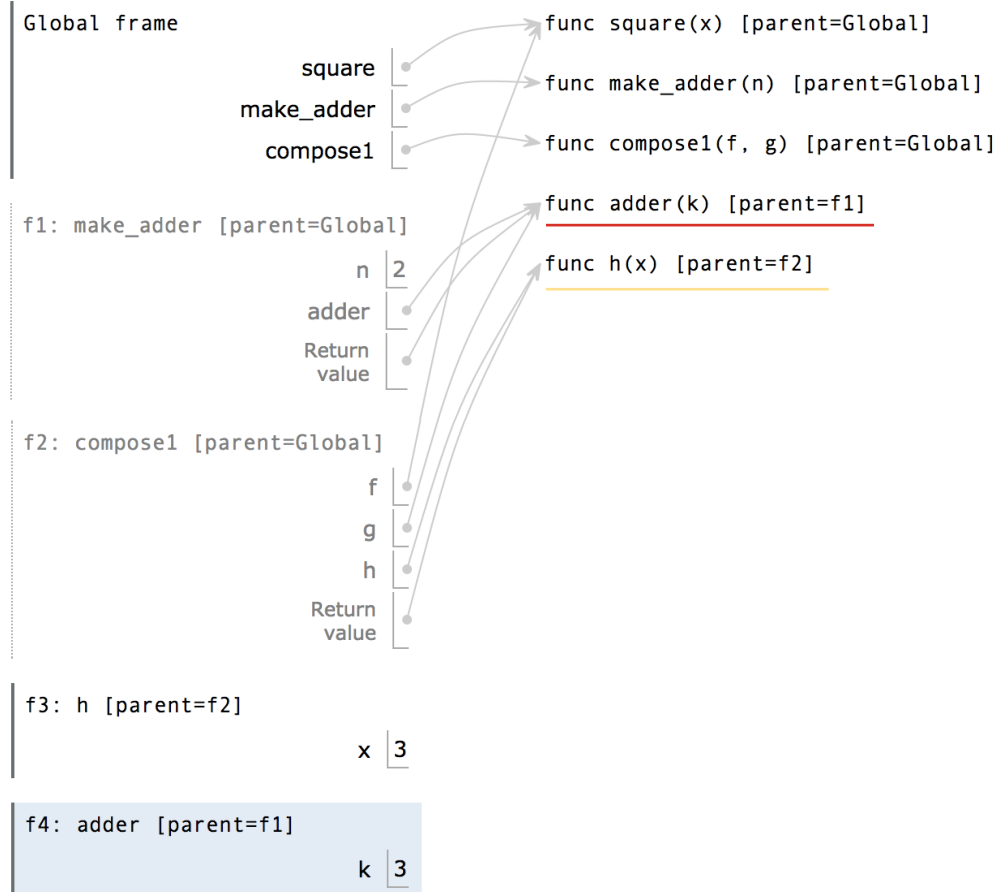 Global frame
square
make_adder
compose1
func square(x) [parent=Global]
func make_adder(n) [parent=Global]
func compose1(f, g) [parent=Global]
func adder(k) [parent=f1]
func h(x) [parent=f2]
f1: make_adder [parent=Global]
n 2
adder
Return
value
f2: compose1 [parent=Global]
f
g
h
Return
value
f3: h [parent=f2]
x 3
f4: adder [parent=f1]
k 3